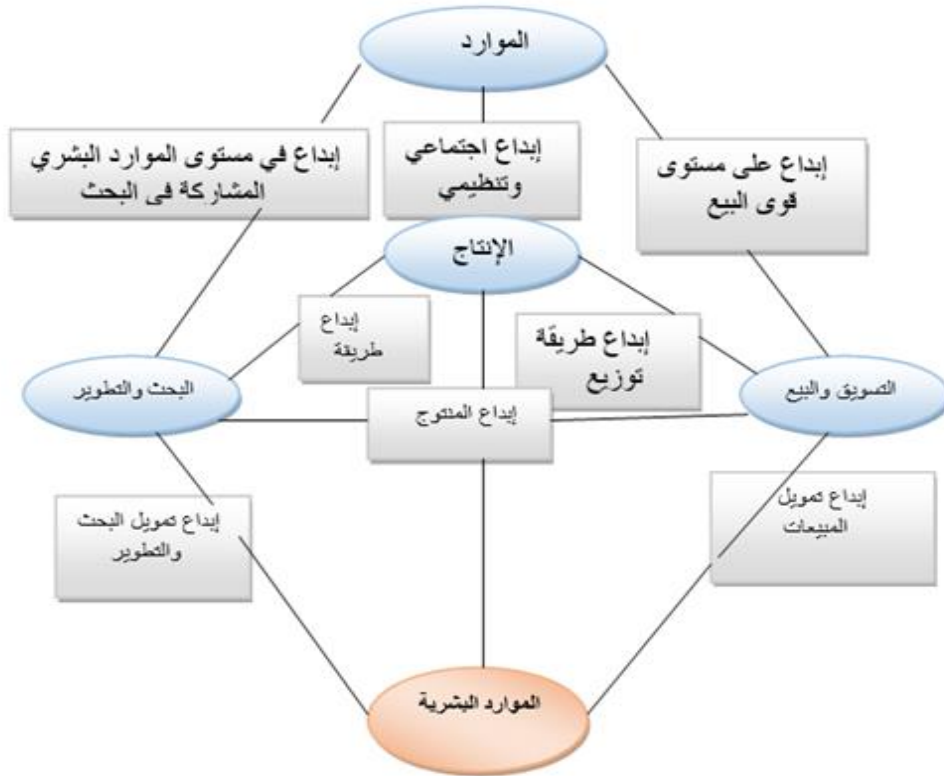 الموارد
إبداع على مستوى
قوى البيع
إبداع اجتماعي
وتنظيمي
إبداع في مستوى الموارد البشري
المشاركة في البحث
الإنتاج
إبداع طريقة
توزيع
إبداع
طريقة
التسويق والبيع
إبداع المنتوج
البحث والتطوير
إبداع تمويل
المبيعات
إبداع تمويل البحث
والتطوير
الموارد البشرية